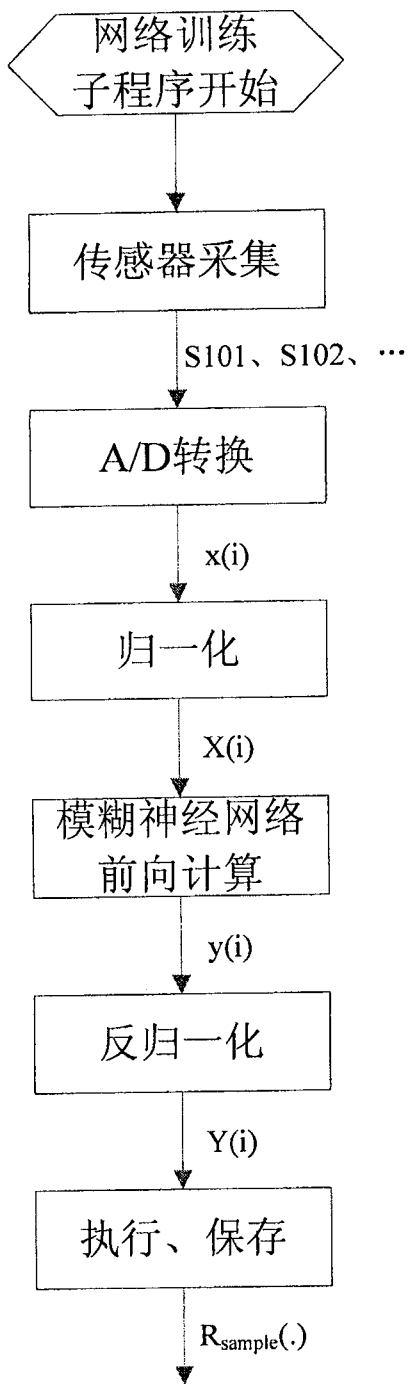 网络训练
子程序开始
传感器采集
S101、S102、…
A/D转换
x(i)
归一化
X(i)
模糊神经网络
前向计算
y(i)
反归一化
Y(i)
执行、保存
Rsample(.)